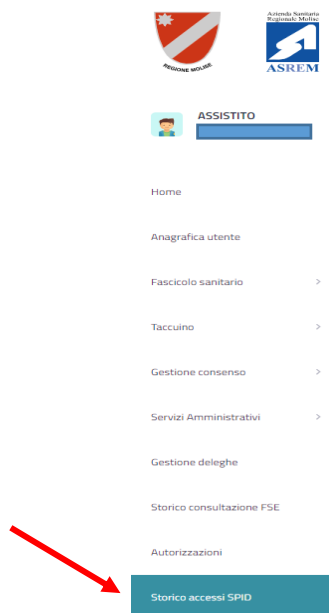 REGIONE MOLISE
Azienda Sanitaria
Regionale Molise
ASREM
ASSISTITO
Home
Anagrafica utente
Fascicolo sanitario
Taccuino
Gestione consenso
Servizi Amministrativi
Gestione deleghe
Storico consultazione FSE
Autorizzazioni
Storico accessi SPID